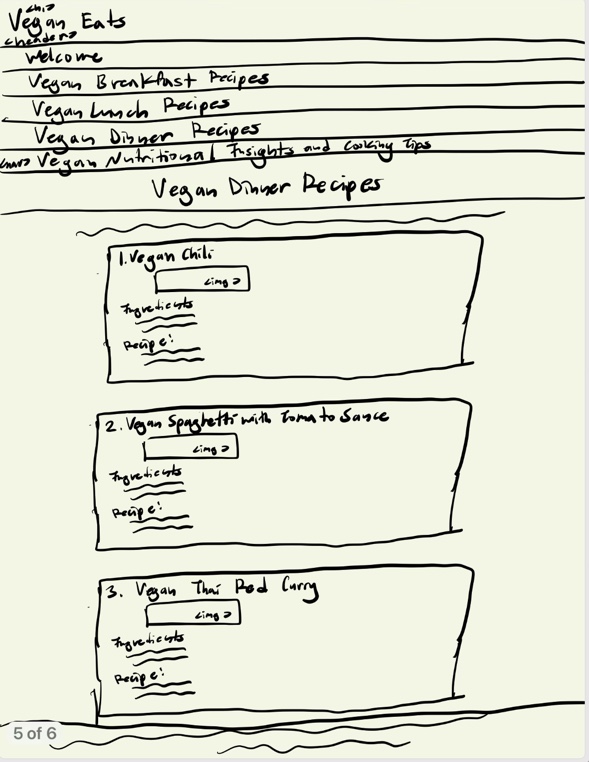 <h1>
Vegan Eats
<header>
Welcome
Vegan Breakfast Recipes
Vegan Lunch Recipes
Vegan Dinner Recipes
<nav> Vegan Nutritional Insights and Cooking Tips
Vegan Dinner Recipes
1. Vegan Chili
<img>
Ingredients
Recipe:
2. Vegan Spaghetti with Tomato Sauce
<img>
Ingredients
Recipe:
3. Vegan Thai Red Curry
<img>
Ingredients
Recipe:
5 of 6